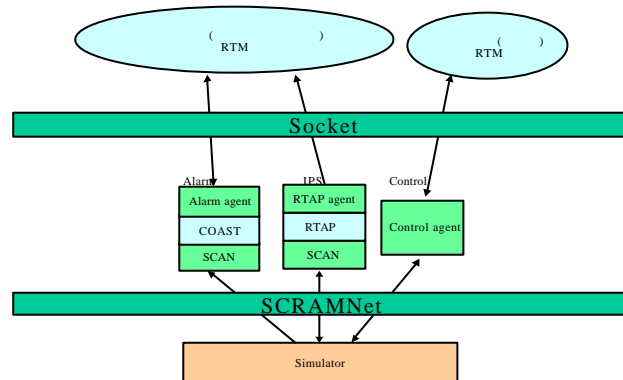 ( )
RTM
( )
RTM
Socket
Alarm
IPS
Control
Alarm agent
COAST
SCAN
RTAP agent
RTAP
SCAN
Control agent
SCRAMNet
Simulator